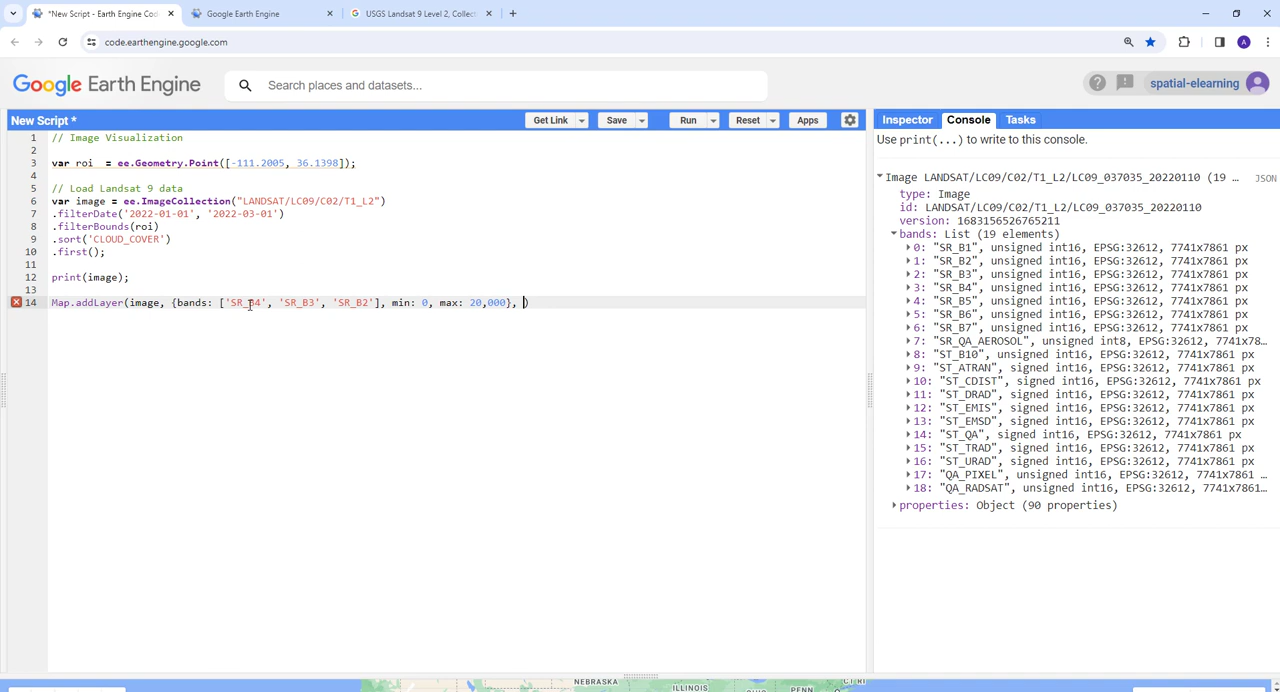 *New Script - Earth Engine Cod
Google Earth Engine
USGS Landsat 9 Level 2, Collect
code.earthengine.google.com
A
Google Earth Engine
Search places and datasets...
spatial-elearning
New Script *
Get Link
Save
Run
Reset
Apps
Inspector
Console
Tasks
1 // Image Visualization
2
3 var roi  = ee.Geometry.Point([-111.2005, 36.1398]);
4
5 // Load Landsat 9 data
6 var image = ee.ImageCollection("LANDSAT/LC09/C02/T1_L2")
7 .filterDate('2022-01-01', '2022-03-01')
8 .filterBounds(roi)
9 .sort('CLOUD_COVER')
10 .first();
11
12 print(image);
13
14 Map.addLayer(image, {bands: ['SR_B4', 'SR_B3', 'SR_B2'], min: 0, max: 20,000}, )
Use print(...) to write to this console.
Image LANDSAT/LC09/C02/T1_L2/LC09_037035_20220110 (19 …
JSON
type: Image
id: LANDSAT/LC09/C02/T1_L2/LC09_037035_20220110
version: 1683156526765211
bands: List (19 elements)
0: "SR_B1", unsigned int16, EPSG:32612, 7741x7861 px
1: "SR_B2", unsigned int16, EPSG:32612, 7741x7861 px
2: "SR_B3", unsigned int16, EPSG:32612, 7741x7861 px
3: "SR_B4", unsigned int16, EPSG:32612, 7741x7861 px
4: "SR_B5", unsigned int16, EPSG:32612, 7741x7861 px
5: "SR_B6", unsigned int16, EPSG:32612, 7741x7861 px
6: "SR_B7", unsigned int16, EPSG:32612, 7741x7861 px
7: "SR_QA_AEROSOL", unsigned int8, EPSG:32612, 7741x78…
8: "ST_B10", unsigned int16, EPSG:32612, 7741x7861 px
9: "ST_ATRAN", signed int16, EPSG:32612, 7741x7861 px
10: "ST_CDIST", signed int16, EPSG:32612, 7741x7861 px
11: "ST_DRAD", signed int16, EPSG:32612, 7741x7861 px
12: "ST_EMIS", signed int16, EPSG:32612, 7741x7861 px
13: "ST_EMSD", signed int16, EPSG:32612, 7741x7861 px
14: "ST_QA", signed int16, EPSG:32612, 7741x7861 px
15: "ST_TRAD", signed int16, EPSG:32612, 7741x7861 px
16: "ST_URAD", signed int16, EPSG:32612, 7741x7861 px
17: "QA_PIXEL", unsigned int16, EPSG:32612, 7741x7861 …
18: "QA_RADSAT", unsigned int16, EPSG:32612, 7741x7861…
properties: Object (90 properties)
NEBRASKA
ILLINOIS